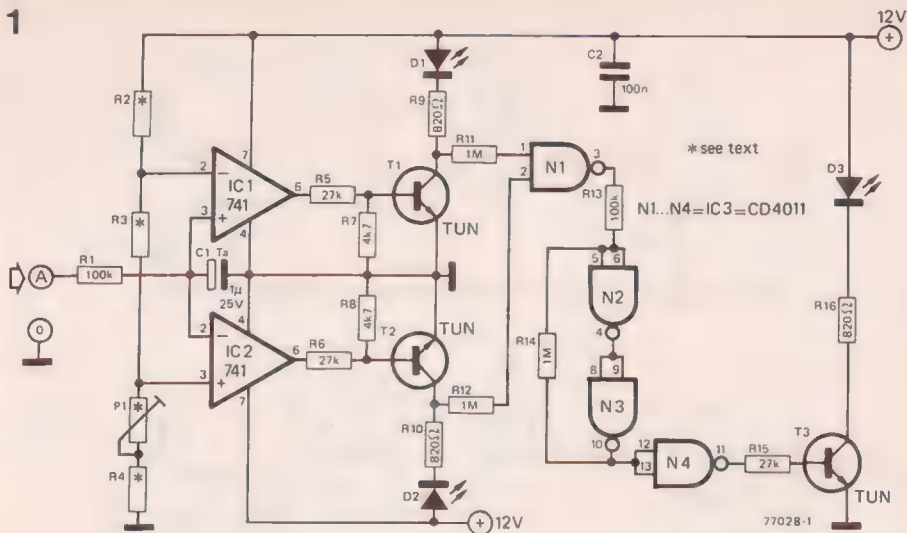 1
12V
+
D1
C2
100n
R2
*
R9
820Ω
* see text
R11
1M
1
2
N1
3
T1
D3
7
2
−
IC1
741
6
3
+
4
R5
27k
R13
100k
N1...N4=IC3=CD4011
R3
*
R7
4k7
TUN
A
R1
100k
C1
Ta
1µ
25V
5
6
N2
4
R16
820Ω
R8
4k7
T2
TUN
R14
1M
0
4
2
−
IC2
741
6
3
+
7
R6
27k
8
9
N3
10
R12
1M
P1
*
T3
R10
820Ω
12
13
N4
11
R15
27k
R4
*
D2
TUN
+
12V
77028-1